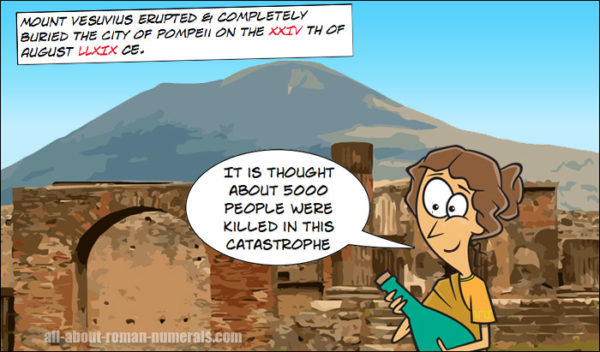 MOUNT VESUVIUS ERUPTED & COMPLETELY
BURIED THE CITY OF POMPEII ON THE XXIV TH OF
AUGUST LLXIX CE.
IT IS THOUGHT
ABOUT 5000
PEOPLE WERE
KILLED IN THIS
CATASTROPHE
all-about-roman-numerals.com